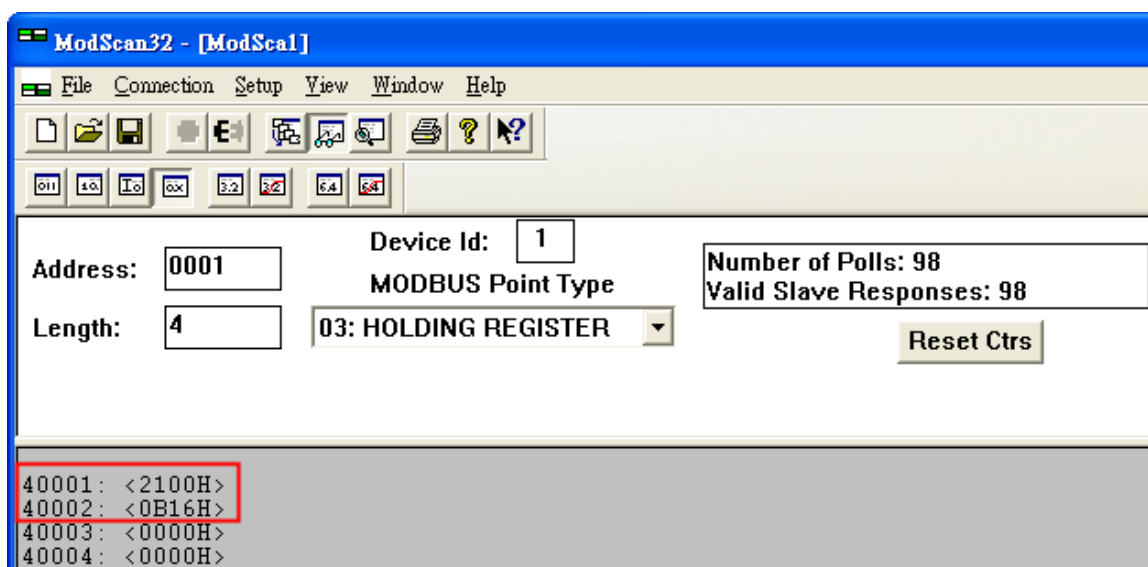 ModScan32 - [ModSca1]
File Connection Setup View Window Help
Address: 0001
Device Id: 1
MODBUS Point Type
Number of Polls: 98
Valid Slave Responses: 98
Length: 4
03: HOLDING REGISTER
Reset Ctrs
40001: <2100H>
40002: <0B16H>
40003: <0000H>
40004: <0000H>